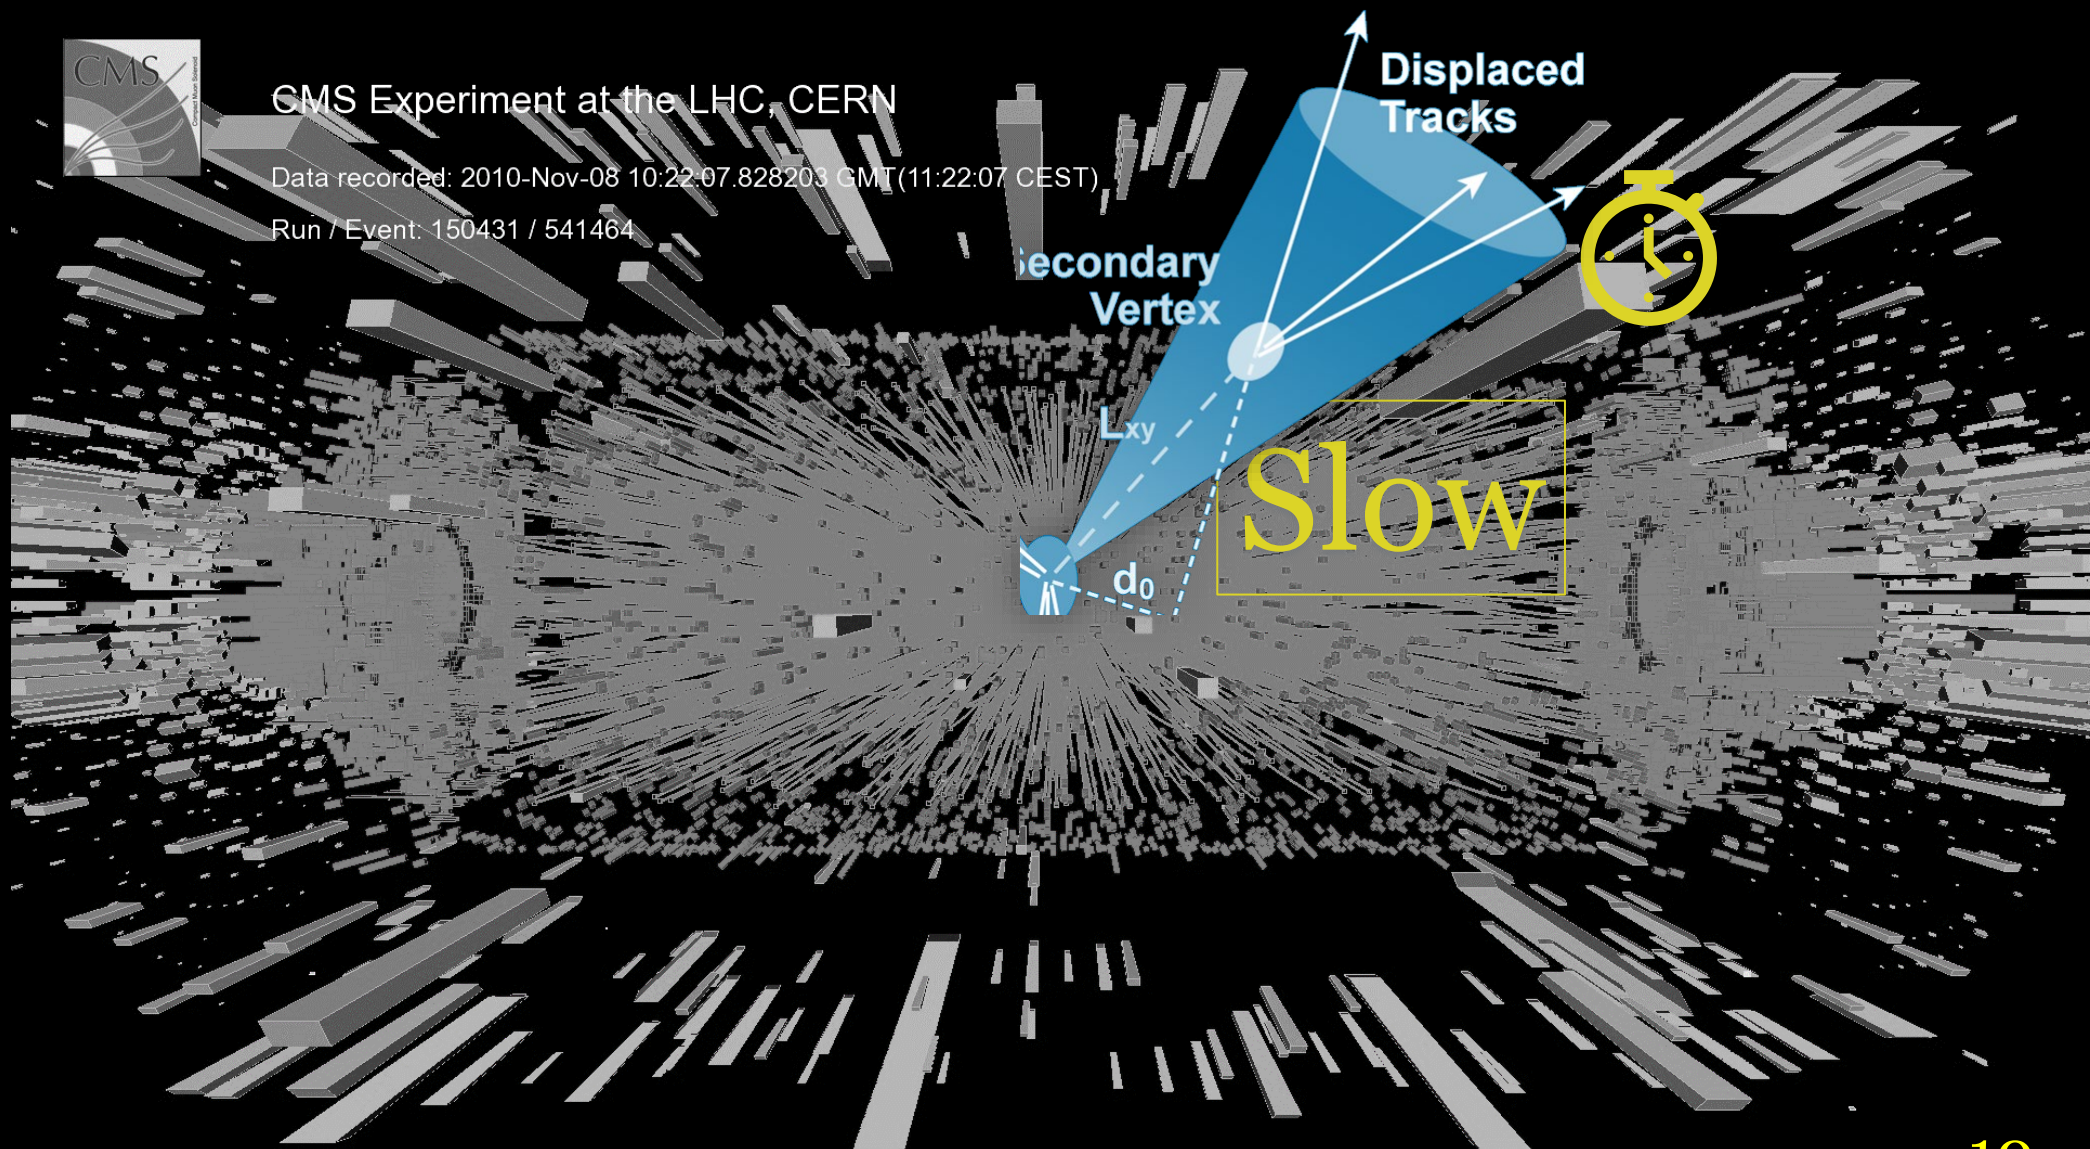 CMS
CMS Experiment at the LHC, CERN
Data recorded: 2010-Nov-08 10:22:07.828203 GMT(11:22:07 CEST)
Run / Event: 150431 / 541464
Displaced
Tracks
econdary
Vertex
Lxy
Slow
d0